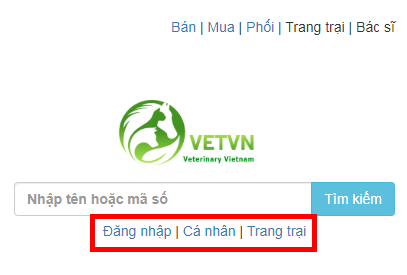 Bán | Mua | Phối | Trang trại | Bác sĩ
VETVN
Veterinary Vietnam
Nhập tên hoặc mã số
Tìm kiếm
Đăng nhập | Cá nhân | Trang trại